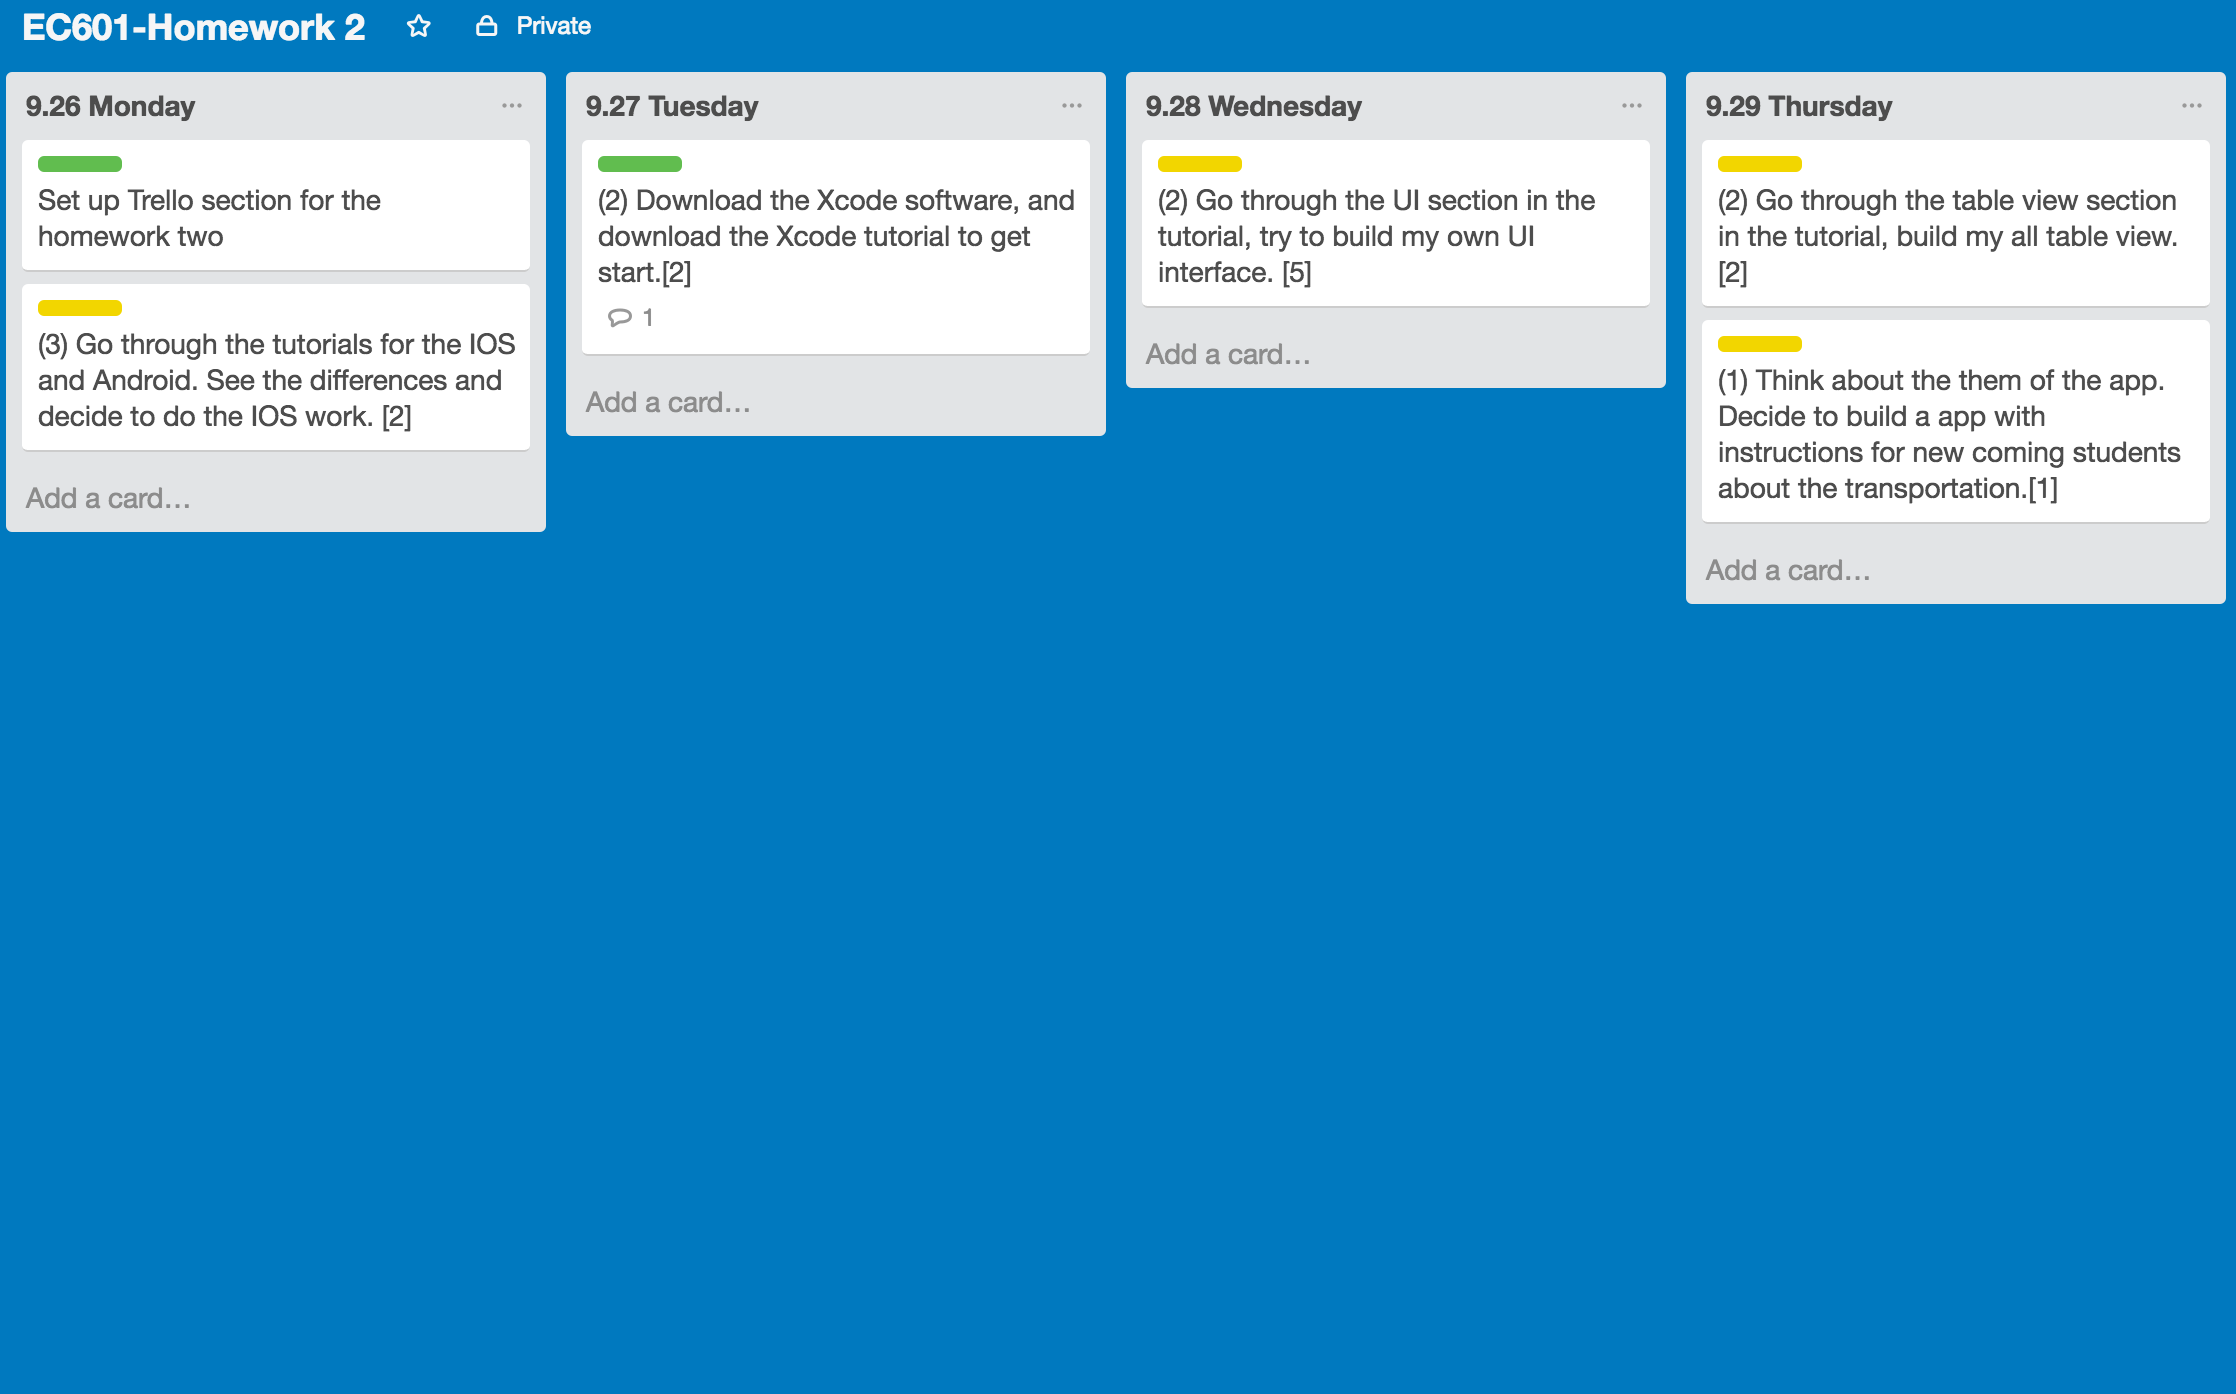 EC601-Homework 2
Private
9.26 Monday
Set up Trello section for the
homework two
(3) Go through the tutorials for the IOS
and Android. See the differences and
decide to do the IOS work. [2]
Add a card…
9.27 Tuesday
(2) Download the Xcode software, and
download the Xcode tutorial to get
start.[2]
1
Add a card…
9.28 Wednesday
(2) Go through the UI section in the
tutorial, try to build my own UI
interface. [5]
Add a card…
9.29 Thursday
(2) Go through the table view section
in the tutorial, build my all table view.
[2]
(1) Think about the them of the app.
Decide to build a app with
instructions for new coming students
about the transportation.[1]
Add a card…